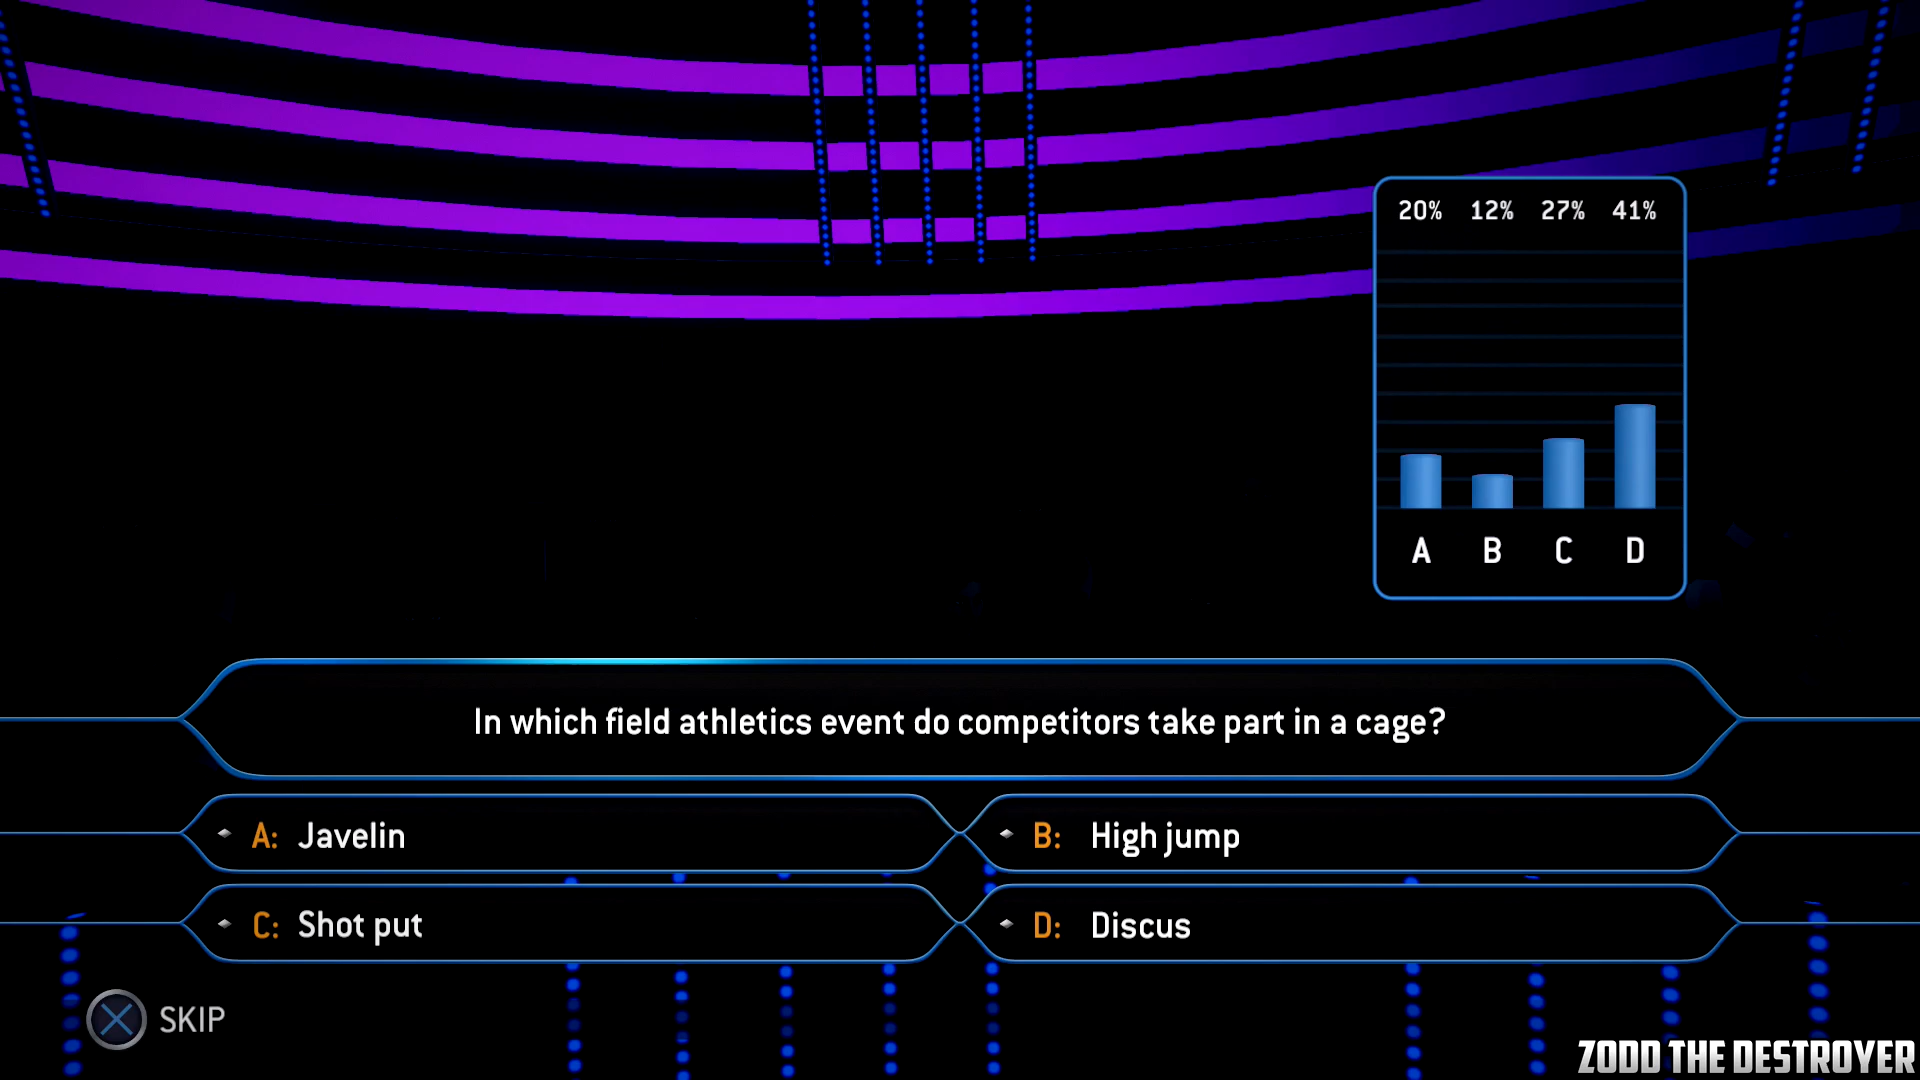 20% 12% 27% 41%
A B C D
In which field athletics event do competitors take part in a cage?
A: Javelin
B: High jump
C: Shot put
D: Discus
SKIP
ZODD THE DESTROYER